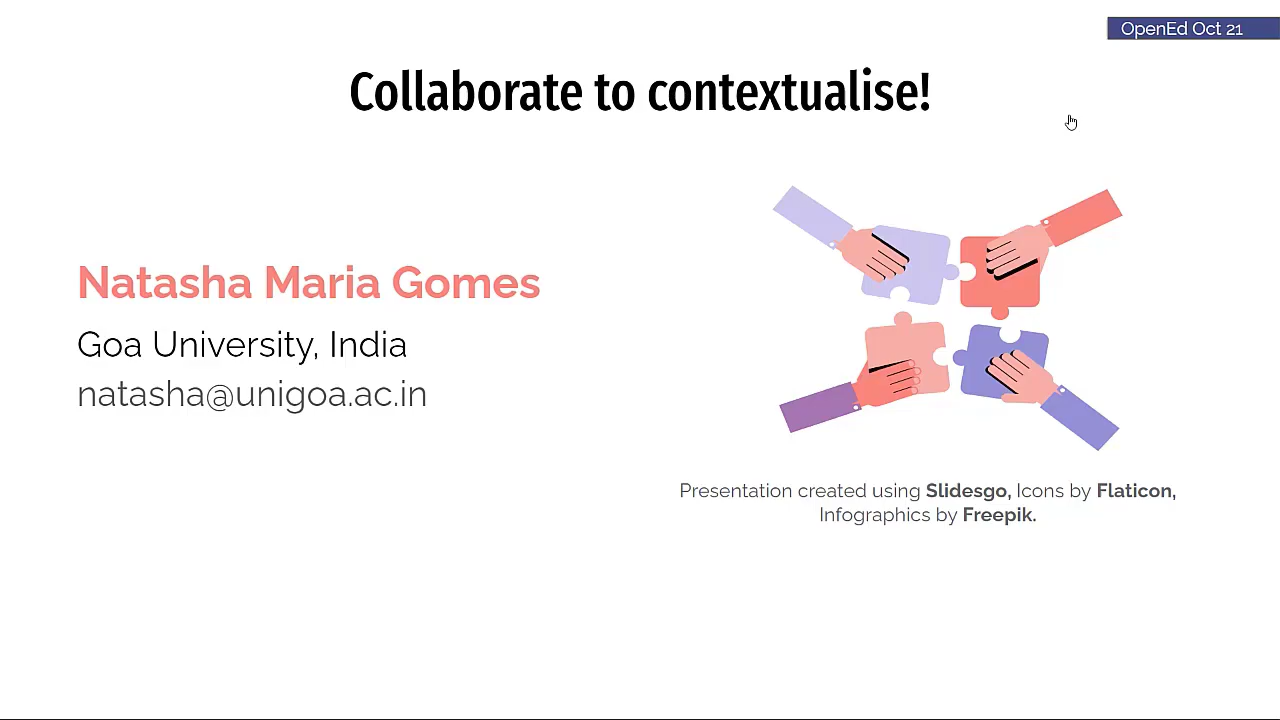 OpenEd Oct 21
Collaborate to contextualise!
Natasha Maria Gomes
Goa University, India
natasha@unigoa.ac.in
Presentation created using Slidesgo, Icons by Flaticon,
Infographics by Freepik.